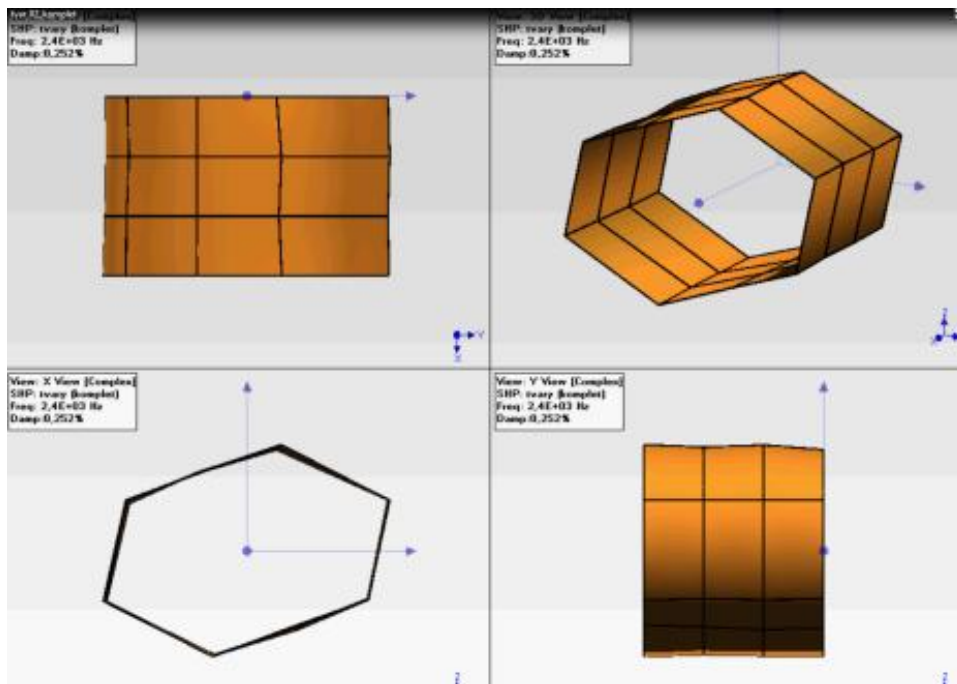 [Complex]
SHP: tvary (komplet)
Freq: 2,4E+03 Hz
Damp:0,252%
View: 3D View [Complex]
SHP: tvary (komplet)
Freq: 2,4E+03 Hz
Damp:0,252%
Y
X
Z
X
View: X View [Complex]
SHP: tvary (komplet)
Freq: 2,4E+03 Hz
Damp:0,252%
View: Y View [Complex]
SHP: tvary (komplet)
Freq: 2,4E+03 Hz
Damp:0,252%
Z
Z